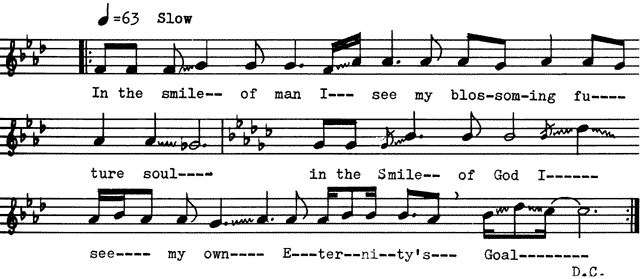 =63 Slow
In the smile-- of man I--- see my blos-som-ing fu----
ture soul---- in the Smile-- of God I-------
see---- my own---- E---ter--ni--ty's--- Goal---------
D.C.